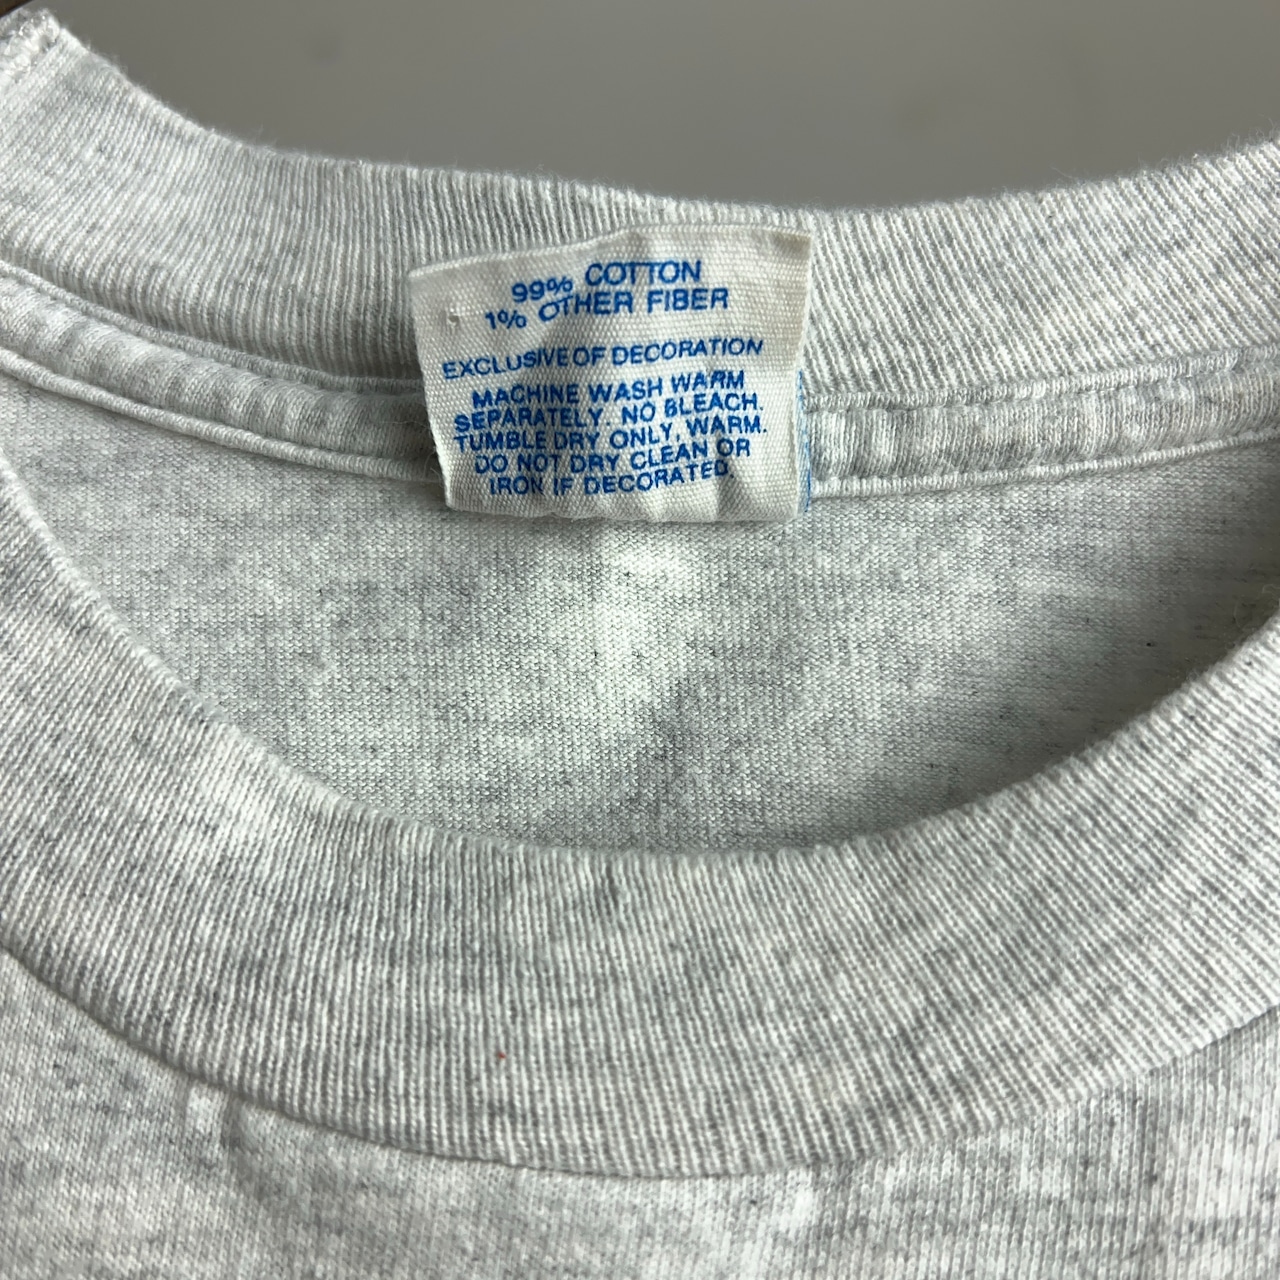 99% COTTON
1% OTHER FIBER
EXCLUSIVE OF DECORATION
MACHINE WASH WARM
SEPARATELY. NO BLEACH.
TUMBLE DRY ONLY, WARM.
DO NOT DRY CLEAN OR
IRON IF DECORATED.